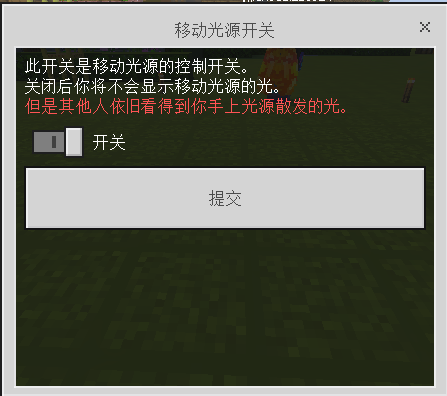 移动光源开关
此开关是移动光源的控制开关。
关闭后你将不会显示移动光源的光。
但是其他人依旧看得到你手上光源散发的光。
开关
提交